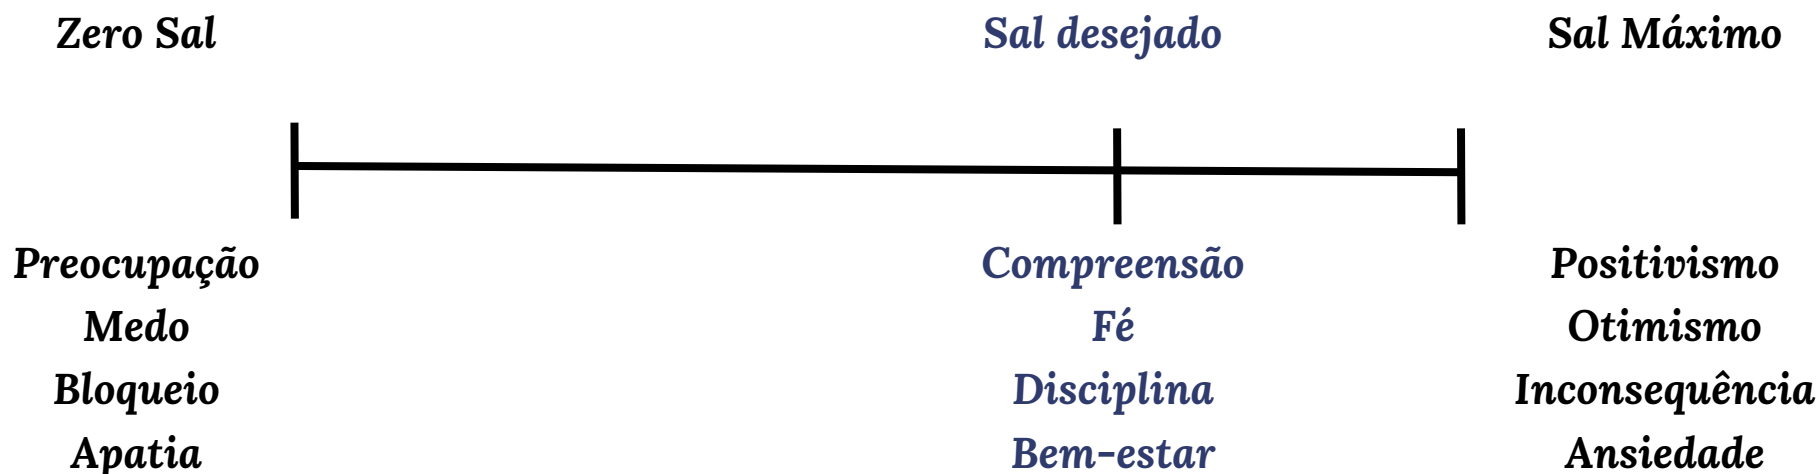 Zero Sal Sal desejado Sal Máximo
Preocupação Compreensão Positivismo
Medo Fé Otimismo
Bloqueio Disciplina Inconsequência
Apatia Bem-estar Ansiedade